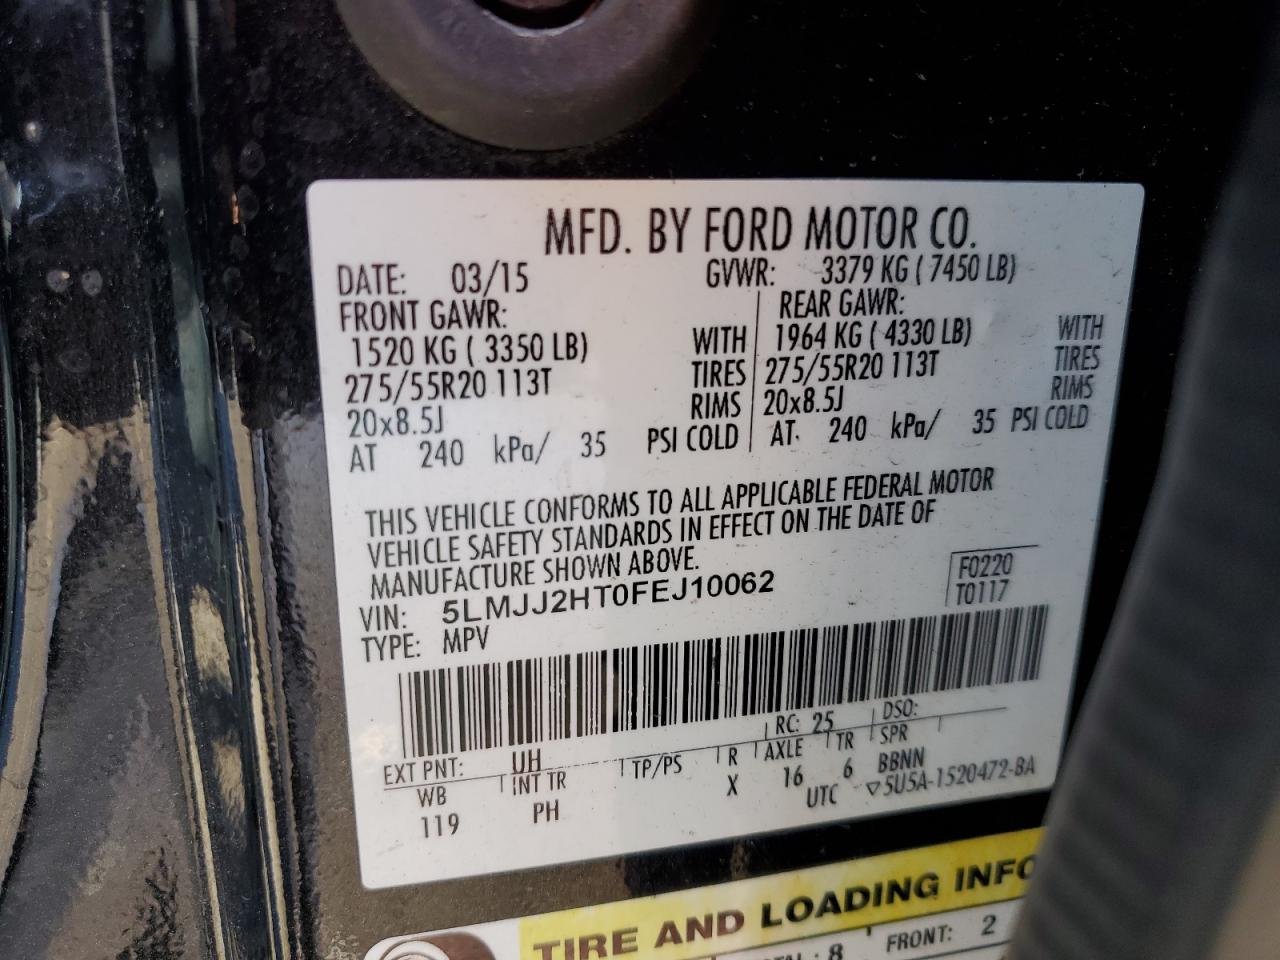 MFD. BY FORD MOTOR CO.
DATE: 03/15 GVWR: 3379 KG ( 7450 LB)
FRONT GAWR: REAR GAWR:
1520 KG ( 3350 LB) WITH 1964 KG ( 4330 LB) WITH
275/55R20 113T TIRES 275/55R20 113T TIRES
20x8.5J RIMS 20x8.5J RIMS
AT 240 kPa/ 35 PSI COLD AT 240 kPa/ 35 PSI COLD
THIS VEHICLE CONFORMS TO ALL APPLICABLE FEDERAL MOTOR
VEHICLE SAFETY STANDARDS IN EFFECT ON THE DATE OF
MANUFACTURE SHOWN ABOVE.
VIN: 5LMJJ2HT0FEJ10062 F0220
TYPE: MPV T0117
EXT PNT: UH RC: 25 DSO:
WB INT TR TP/PS R AXLE TR SPR
119 PH X 16 6 BBNN
UTC ▽5U5A-1520472-BA
TIRE AND LOADING INFO
8 FRONT: 2